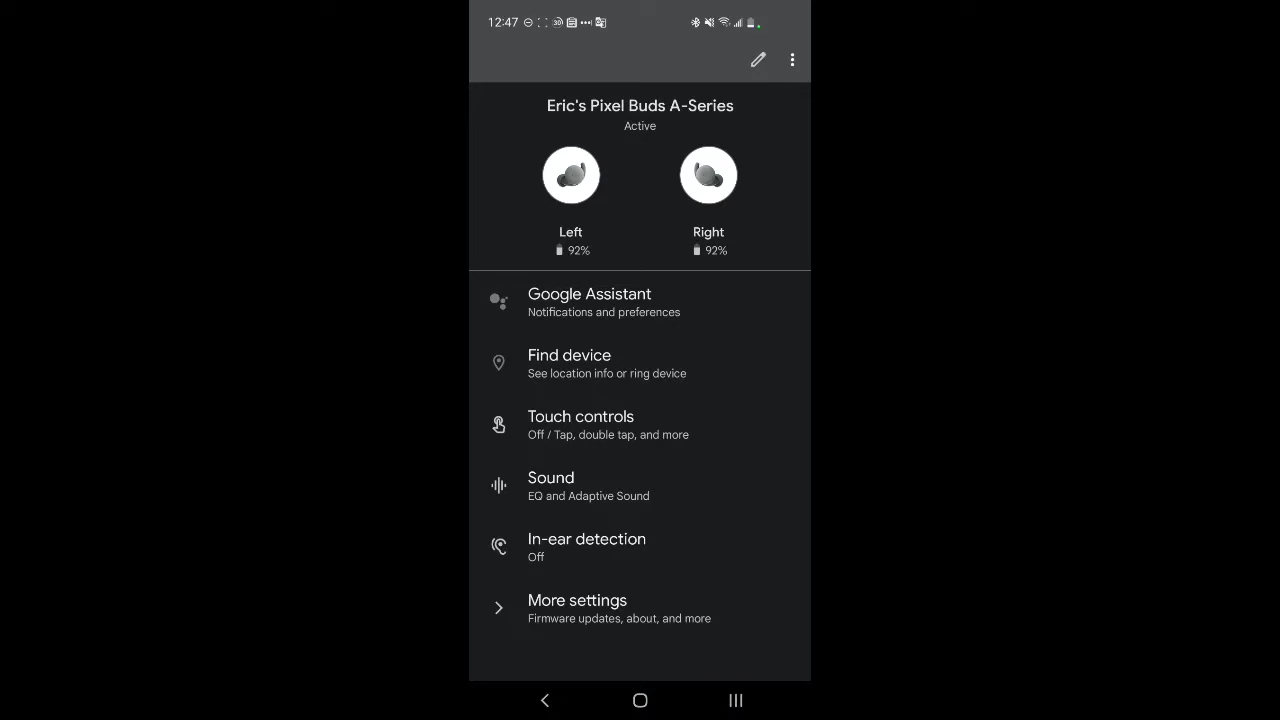 12:47
Eric's Pixel Buds A-Series
Active
Left
Right
92%
92%
Google Assistant
Notifications and preferences
Find device
See location info or ring device
Touch controls
Off / Tap, double tap, and more
Sound
EQ and Adaptive Sound
In-ear detection
Off
More settings
Firmware updates, about, and more